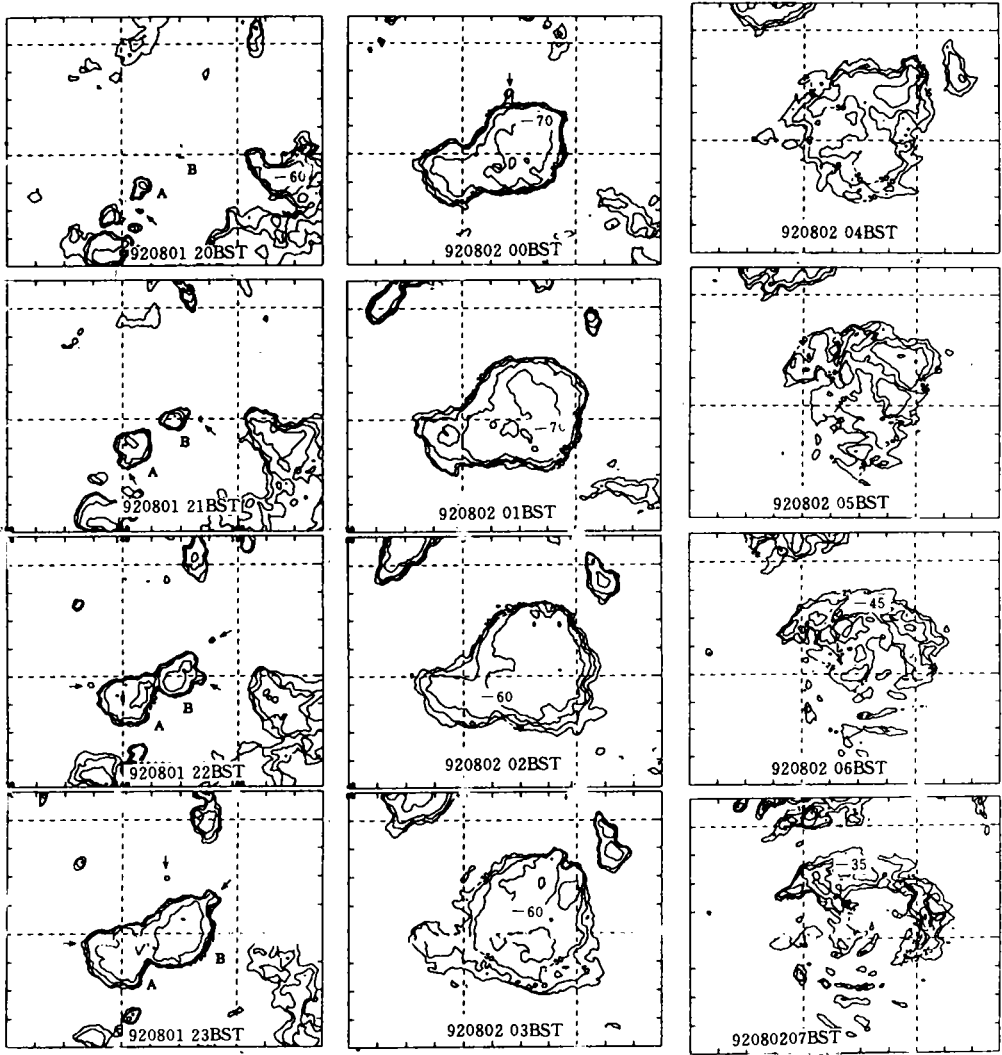 B
−60
A
920801 20BST
B
A
920801 21BST
A
B
920801 22BST
A
B
920801 23BST
−70
920802 00BST
−70
920802 01BST
−60
920802 02BST
−60
920802 03BST
920802 04BST
920802 05BST
−45
920802 06BST
−35
92080207BST